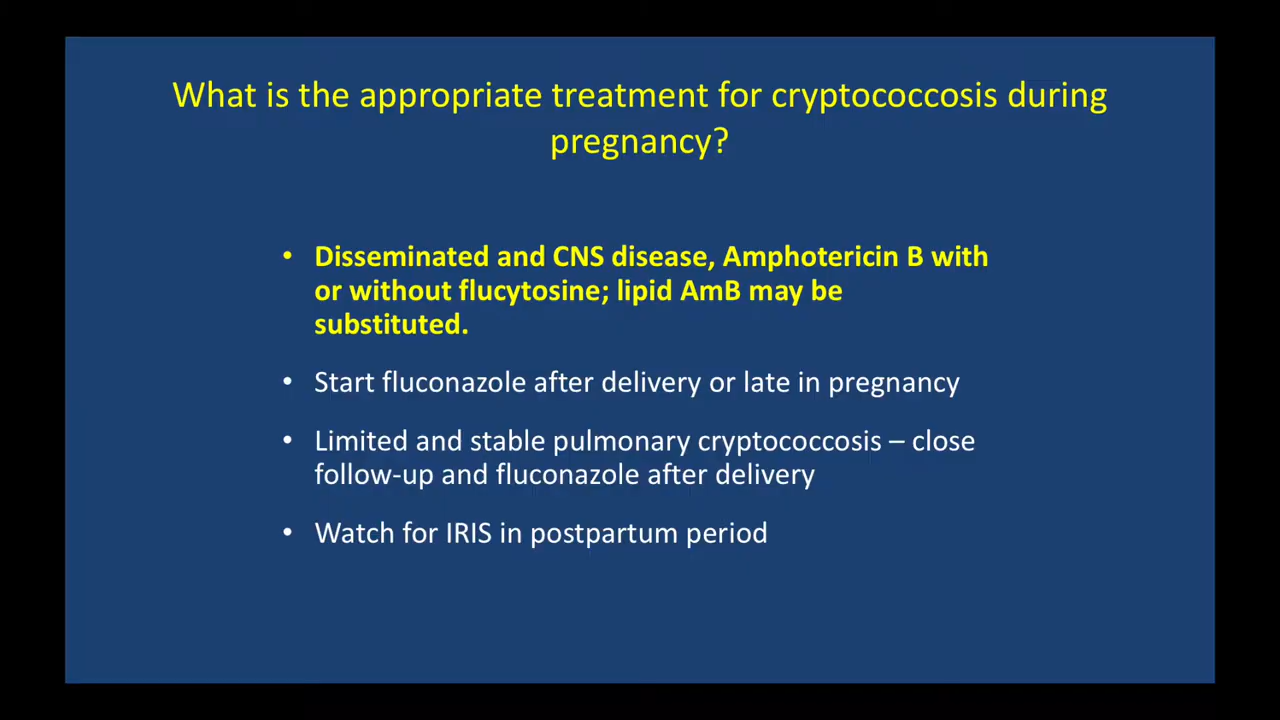 What is the appropriate treatment for cryptococcosis during
pregnancy?
• Disseminated and CNS disease, Amphotericin B with
or without flucytosine; lipid AmB may be
substituted.
• Start fluconazole after delivery or late in pregnancy
• Limited and stable pulmonary cryptococcosis – close
follow-up and fluconazole after delivery
• Watch for IRIS in postpartum period